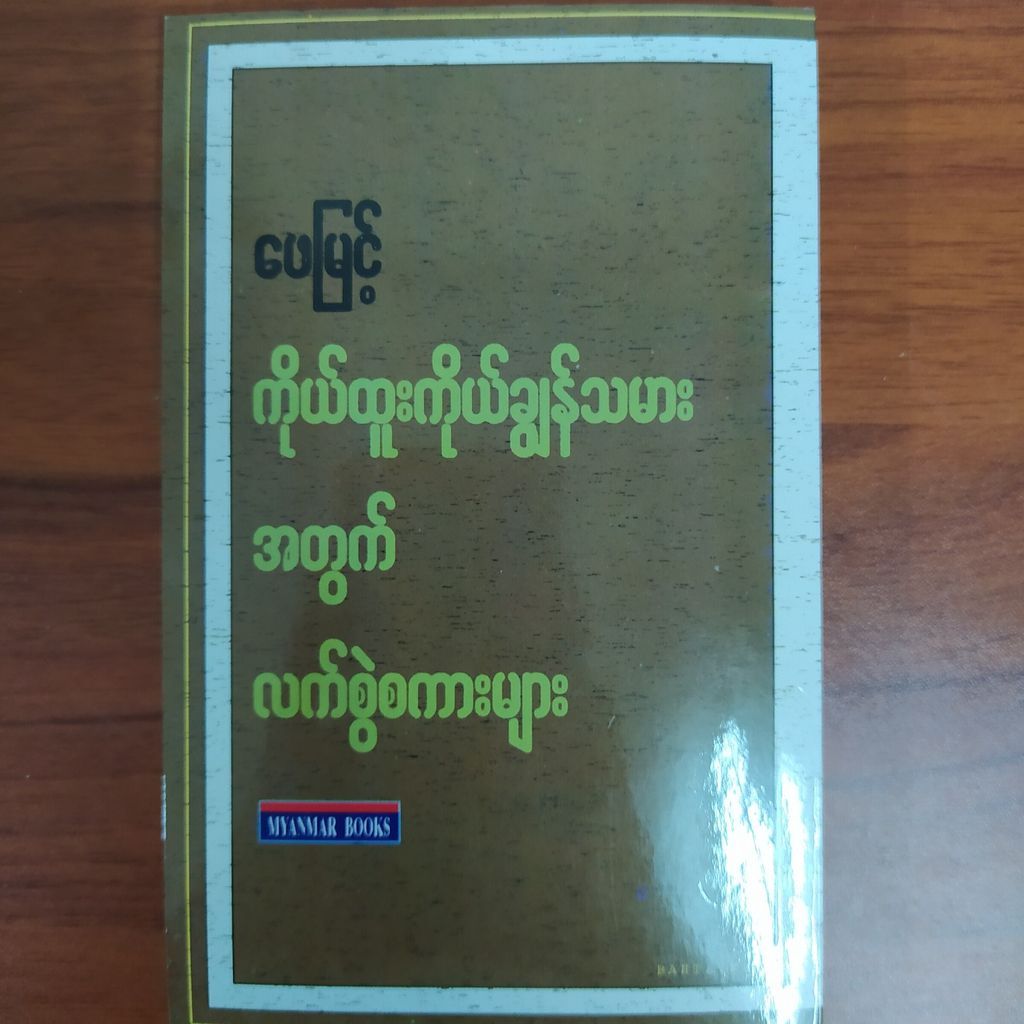 ဖေမြင့်
ကိုယ်ထူးကိုယ်ချွန်သမား
အတွက်
လက်စွဲစကားများ
MYANMAR BOOKS